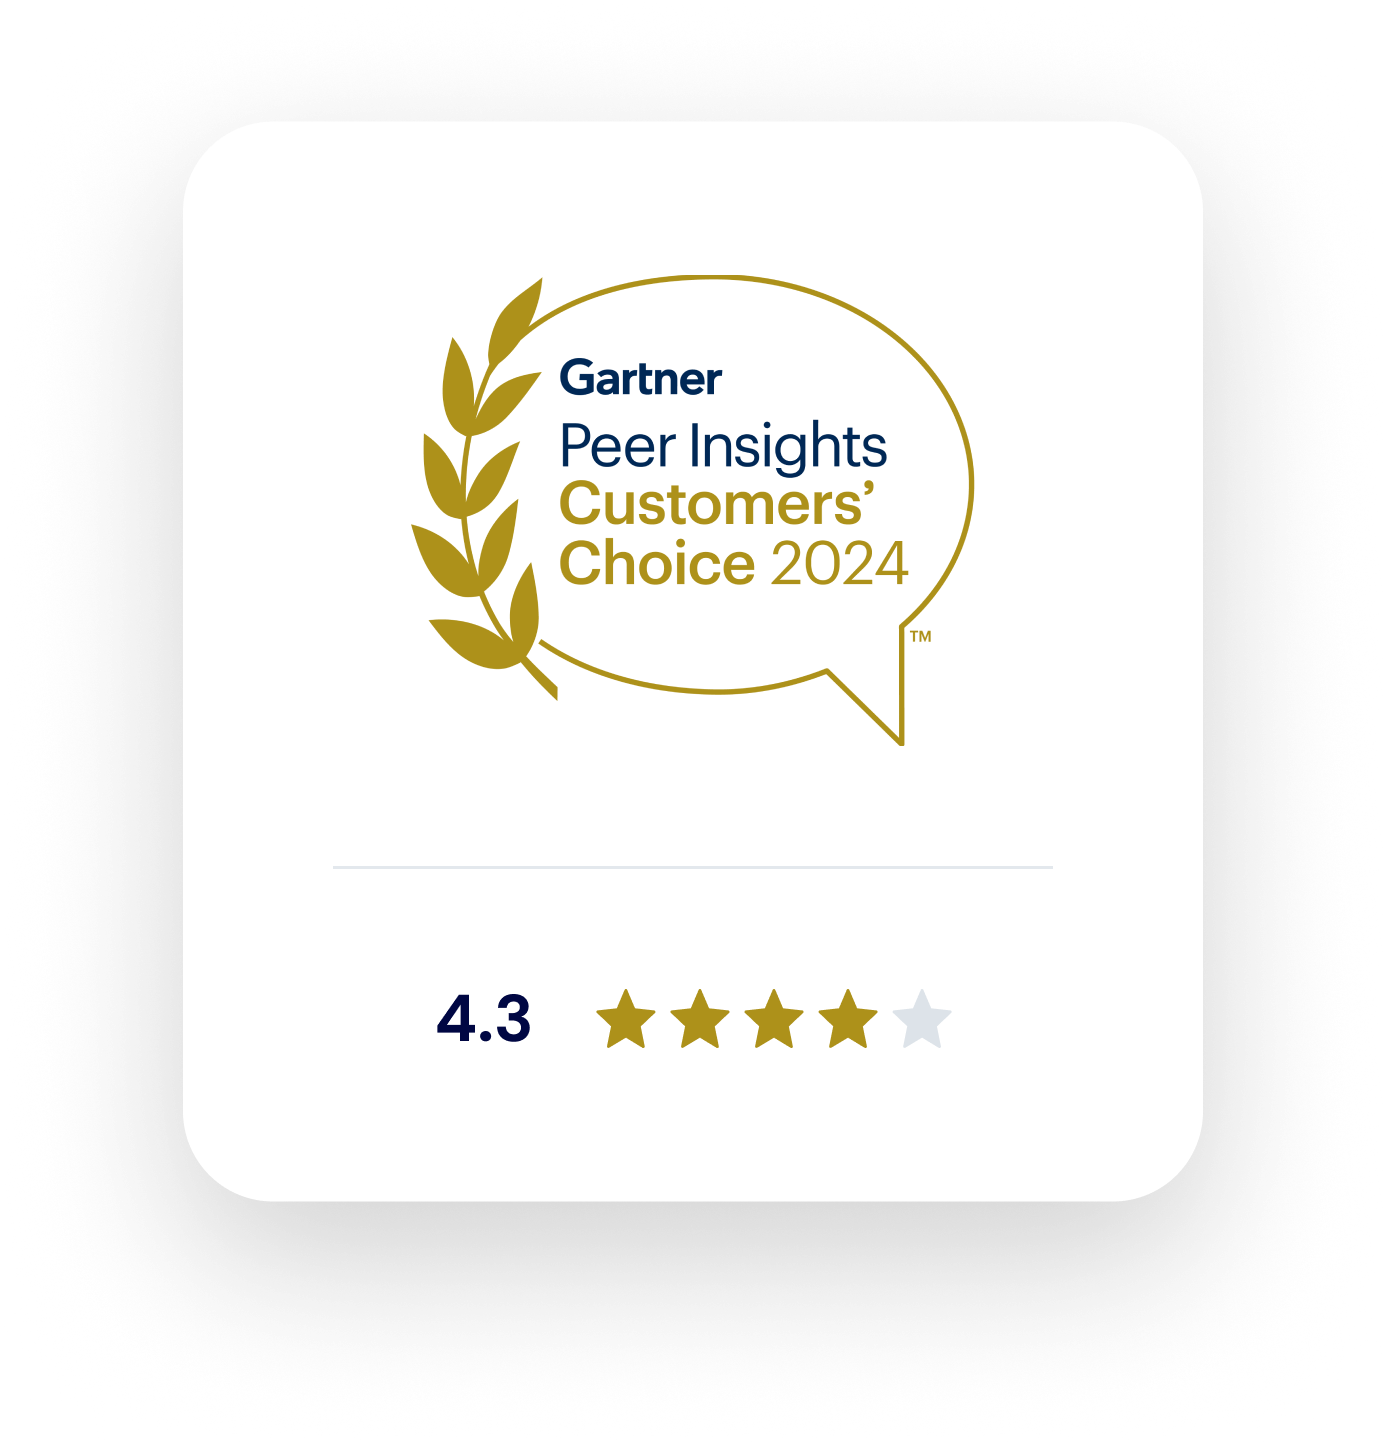 Gartner
Peer Insights
Customers’
Choice 2024
™
4.3